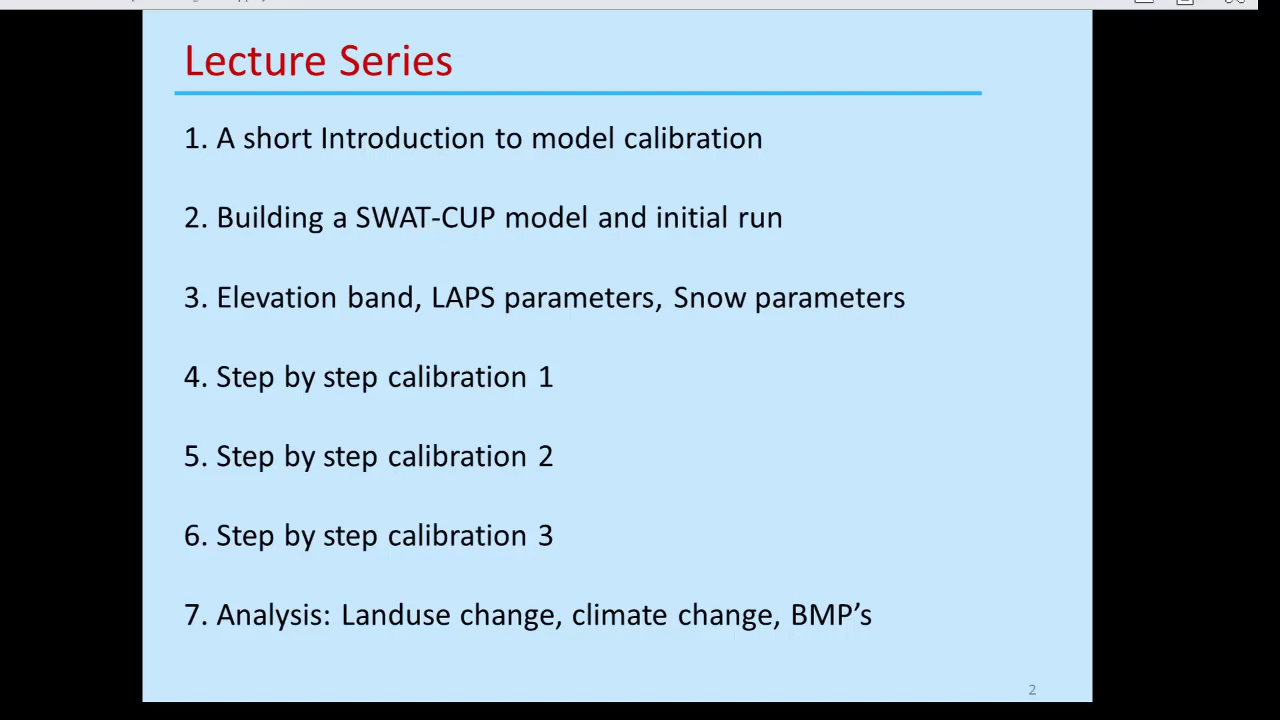 Lecture Series
1. A short Introduction to model calibration
2. Building a SWAT-CUP model and initial run
3. Elevation band, LAPS parameters, Snow parameters
4. Step by step calibration 1
5. Step by step calibration 2
6. Step by step calibration 3
7. Analysis: Landuse change, climate change, BMP’s
2